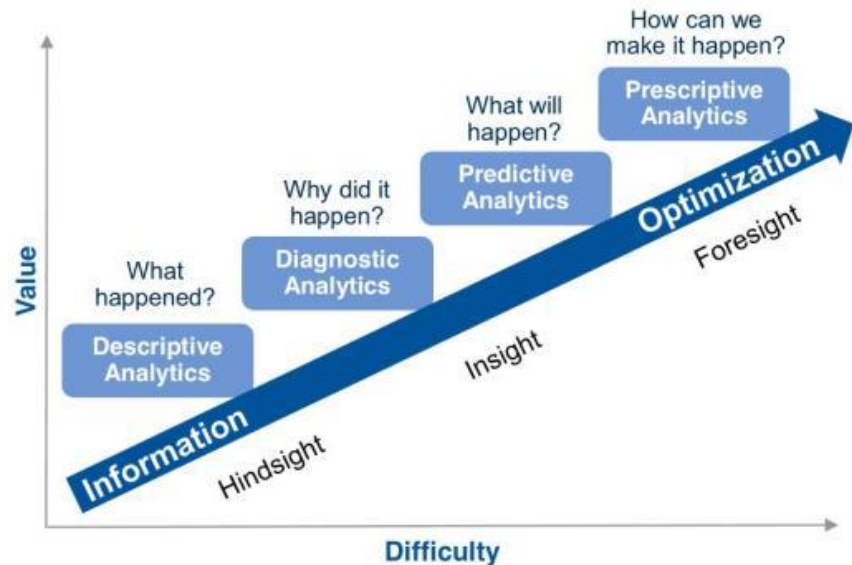 How can we
make it happen?
Prescriptive
Analytics
What will
happen?
Predictive
Analytics
Why did it
happen?
Diagnostic
Analytics
What
happened?
Descriptive
Analytics
Value
Information
Optimization
Hindsight
Insight
Foresight
Difficulty